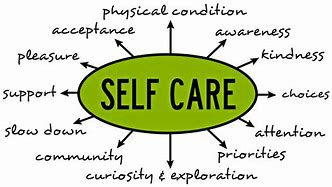 physical condition
acceptance
awareness
pleasure
kindness
support
SELF CARE
choices
slow down
attention
community
priorities
curiosity & exploration